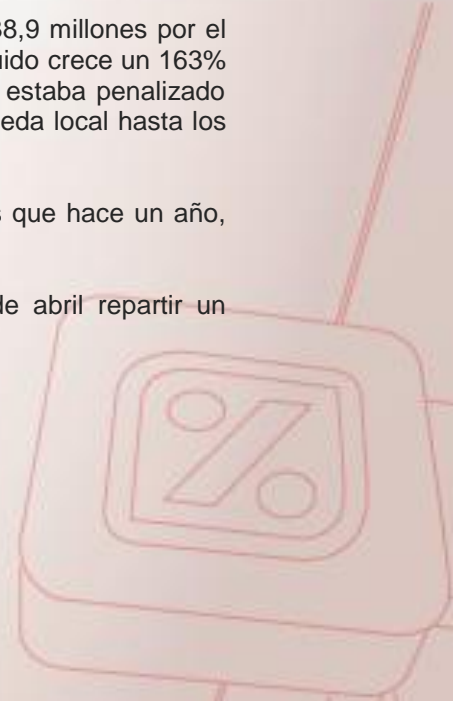 38,9 millones por el
uido crece un 163%
estaba penalizado
eda local hasta los
s que hace un año,
de abril repartir un